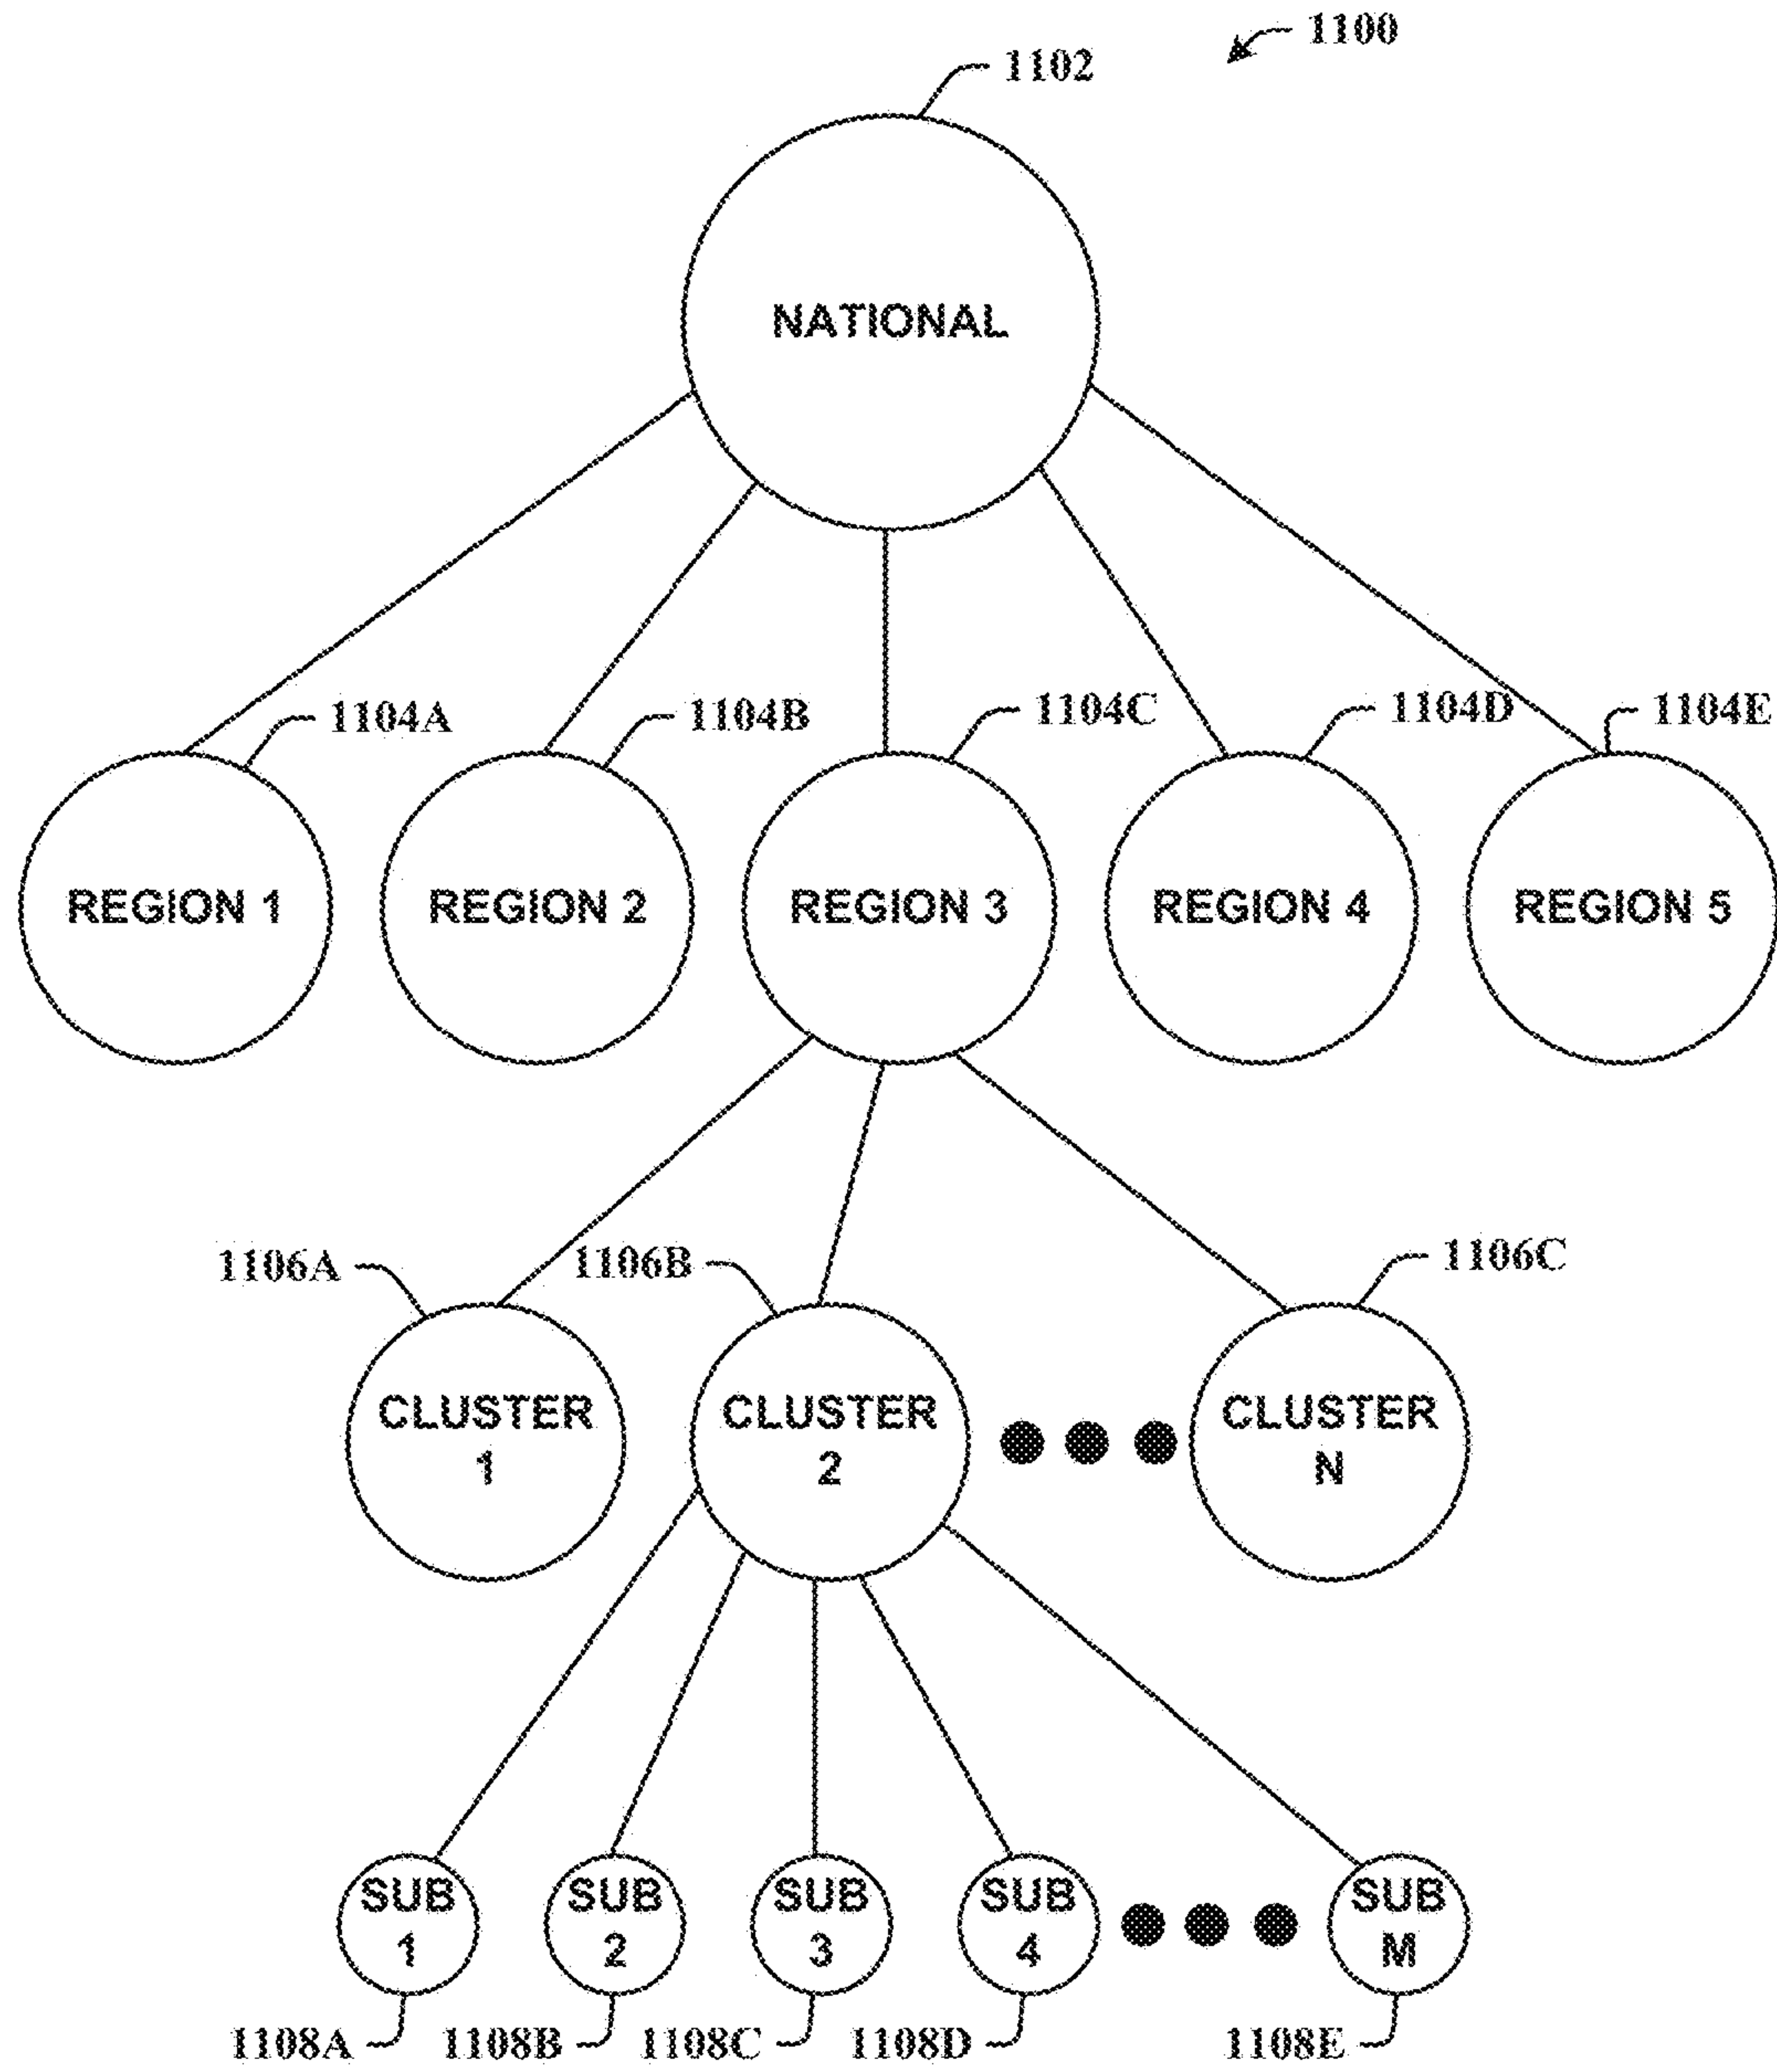 1100
1102
NATIONAL
1104A
1104B
1104C
1104D
1104E
REGION 1
REGION 2
REGION 3
REGION 4
REGION 5
1106A
1106B
1106C
CLUSTER
1
CLUSTER
2
CLUSTER
N
SUB
1
SUB
2
SUB
3
SUB
4
SUB
M
1108A
1108B
1108C
1108D
1108E